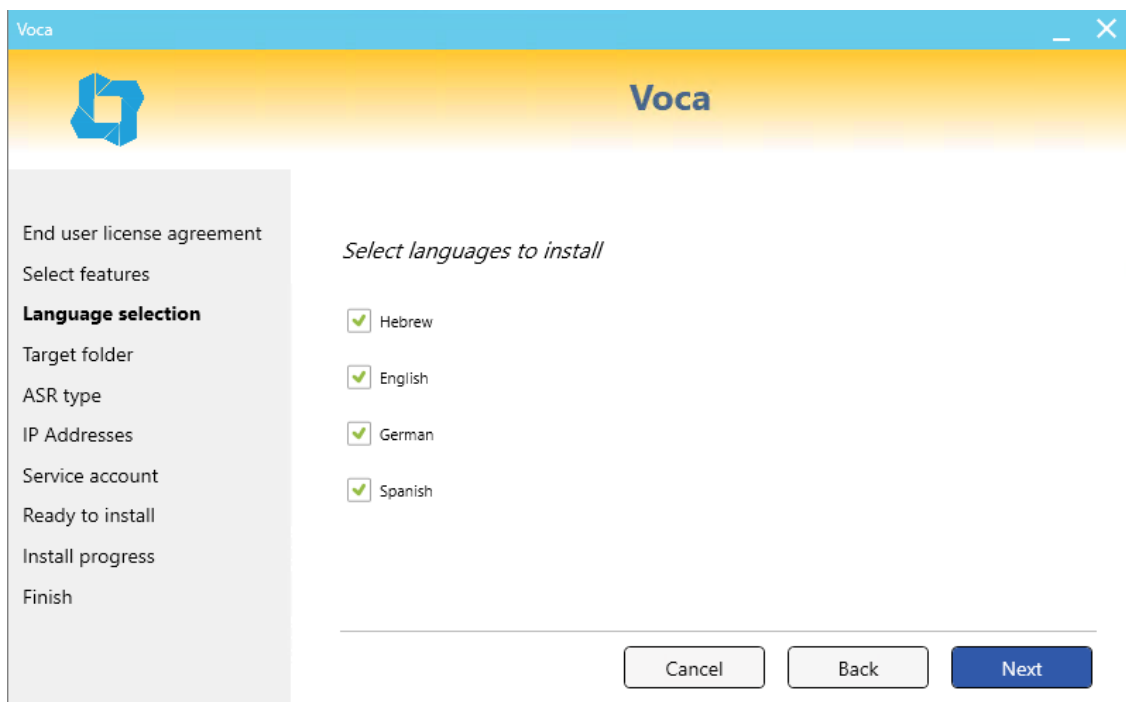 Voca
Voca
End user license agreement
Select features
Language selection
Target folder
ASR type
IP Addresses
Service account
Ready to install
Install progress
Finish
Select languages to install
Hebrew
English
German
Spanish
Cancel
Back
Next